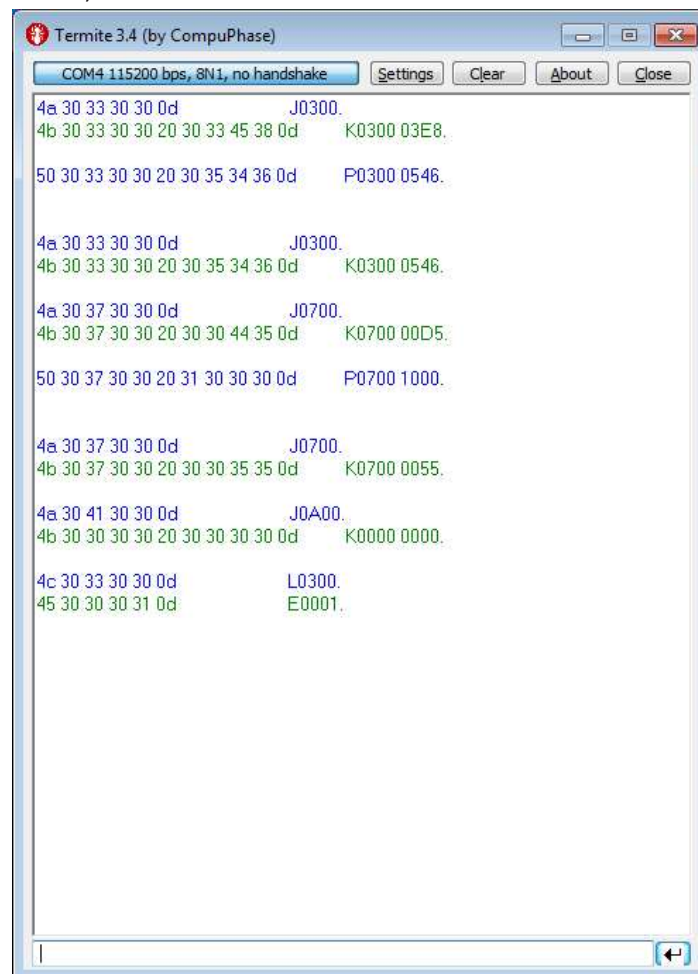 Termite 3.4 (by CompuPhase)
COM4 115200 bps, 8N1, no handshake Settings Clear About Close
4a 30 33 30 30 0d J0300.
4b 30 33 30 30 20 30 33 45 38 0d K0300 03E8.
50 30 33 30 30 20 30 35 34 36 0d P0300 0546.
4a 30 33 30 30 0d J0300.
4b 30 33 30 30 20 30 35 34 36 0d K0300 0546.
4a 30 37 30 30 0d J0700.
4b 30 37 30 30 20 30 30 44 35 0d K0700 00D5.
50 30 37 30 30 20 31 30 30 30 0d P0700 1000.
4a 30 37 30 30 0d J0700.
4b 30 37 30 30 20 30 30 35 35 0d K0700 0055.
4a 30 41 30 30 0d J0A00.
4b 30 30 30 30 20 30 30 30 30 0d K0000 0000.
4c 30 33 30 30 0d L0300.
45 30 30 30 31 0d E0001.